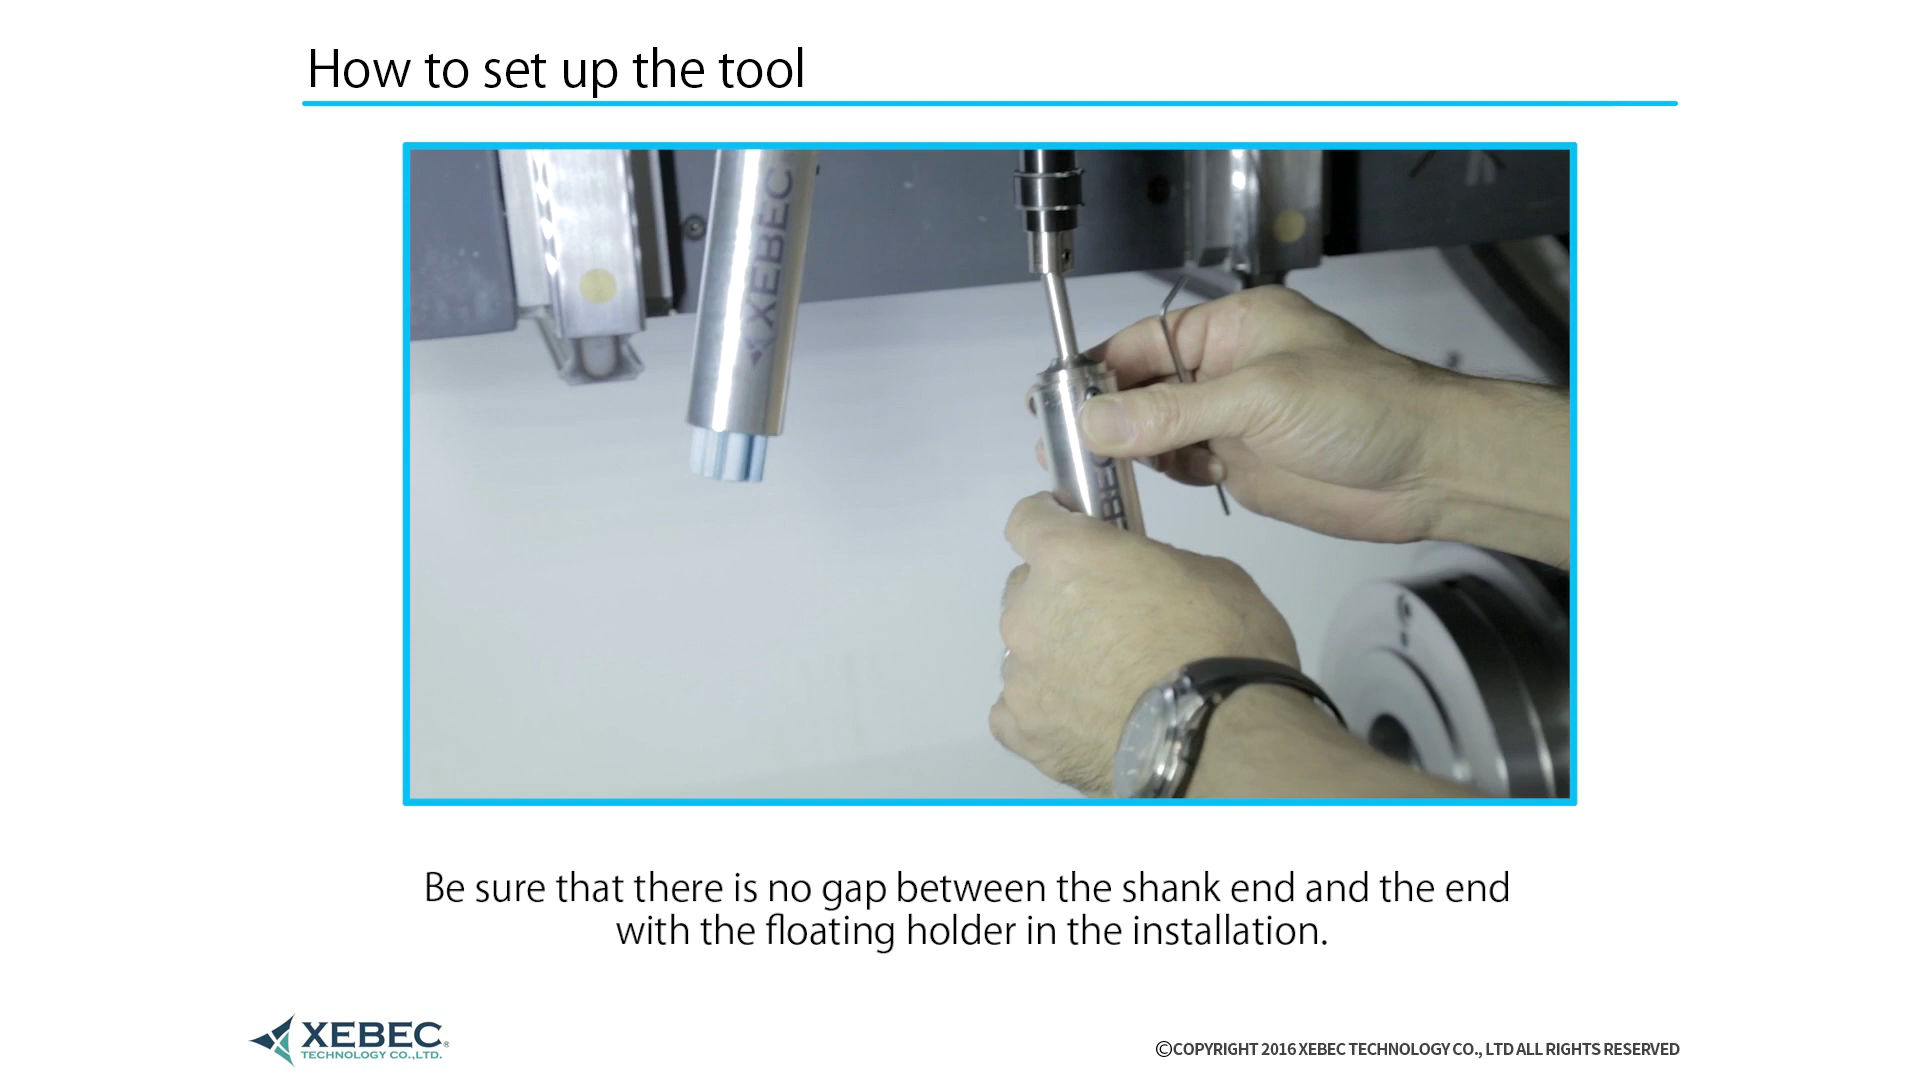 How to set up the tool
XEBEC
EBEC
Be sure that there is no gap between the shank end and the end
with the floating holder in the installation.
XEBEC®
TECHNOLOGY CO.,LTD.
©COPYRIGHT 2016 XEBEC TECHNOLOGY CO., LTD ALL RIGHTS RESERVED